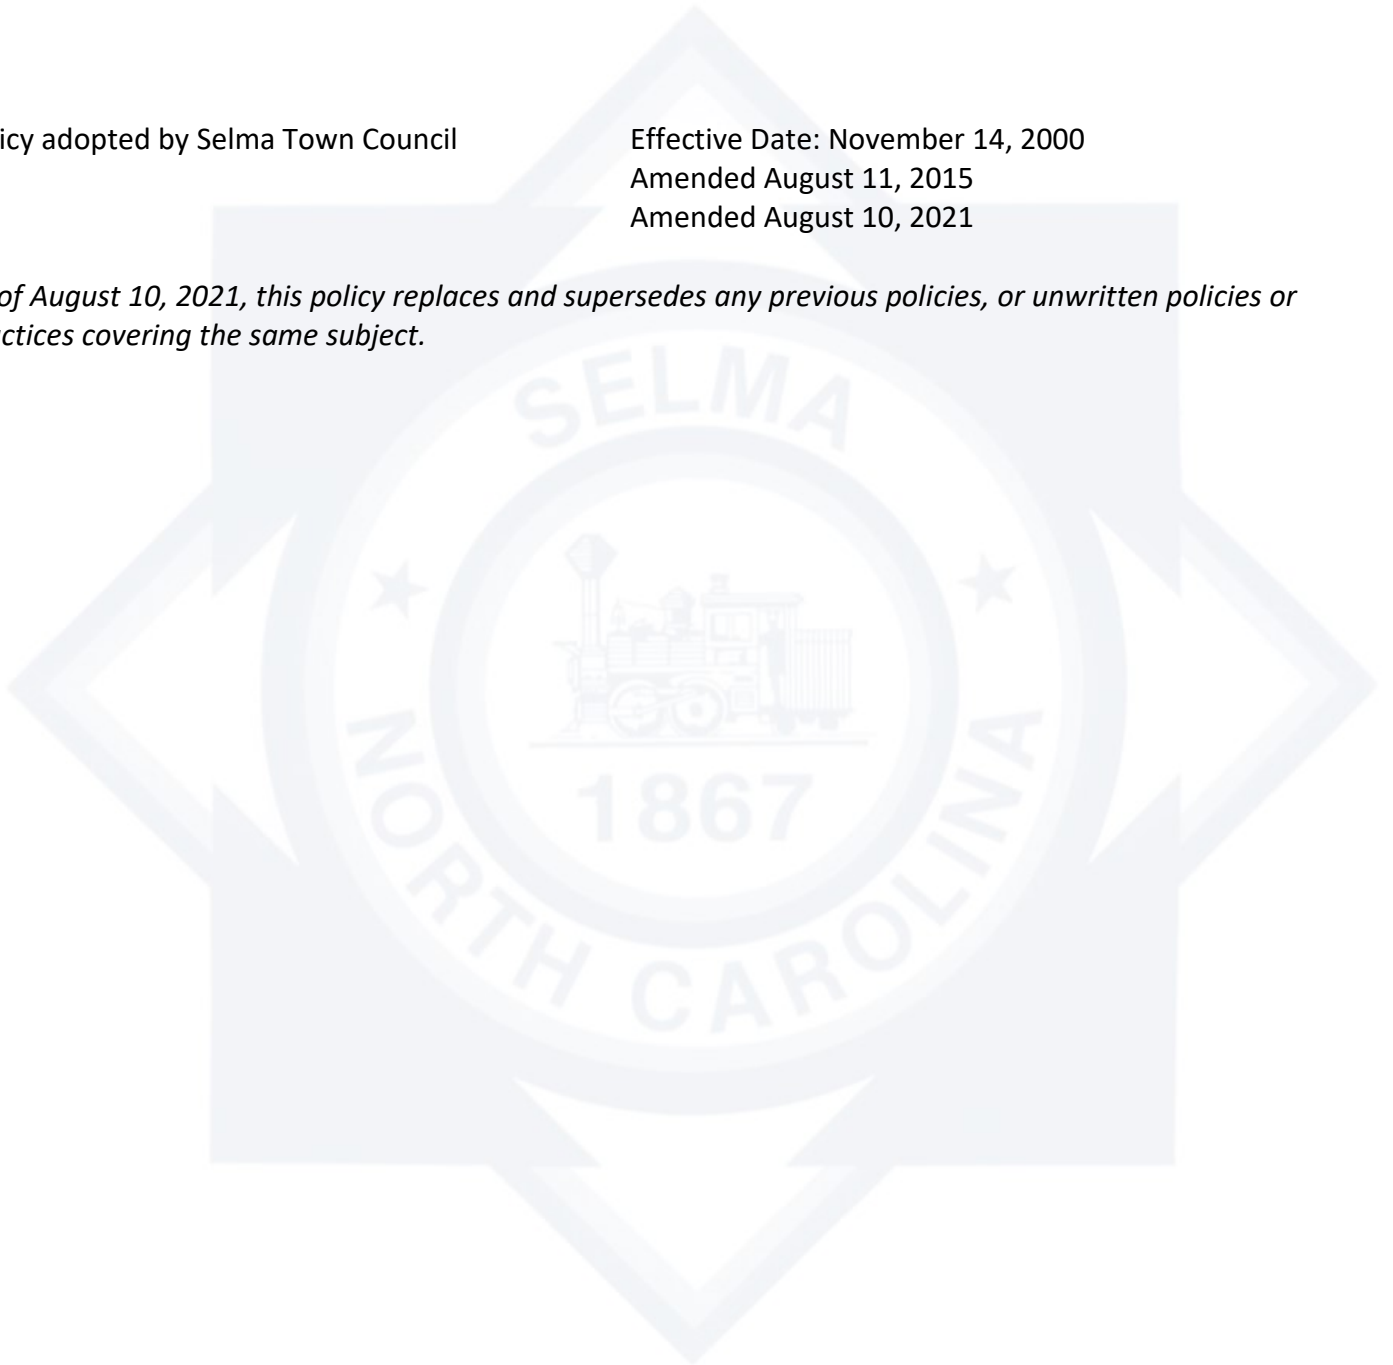 icy adopted by Selma Town Council
Effective Date: November 14, 2000
Amended August 11, 2015
Amended August 10, 2021
of August 10, 2021, this policy replaces and supersedes any previous policies, or unwritten policies or
ctices covering the same subject.
SELMA
1867
NORTH CAROLINA